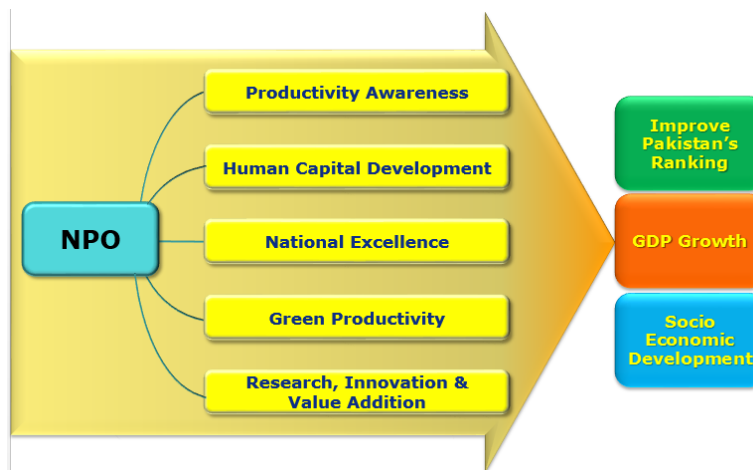 NPO
Productivity Awareness
Human Capital Development
National Excellence
Green Productivity
Research, Innovation &
Value Addition
Improve
Pakistan's
Ranking
GDP Growth
Socio
Economic
Development